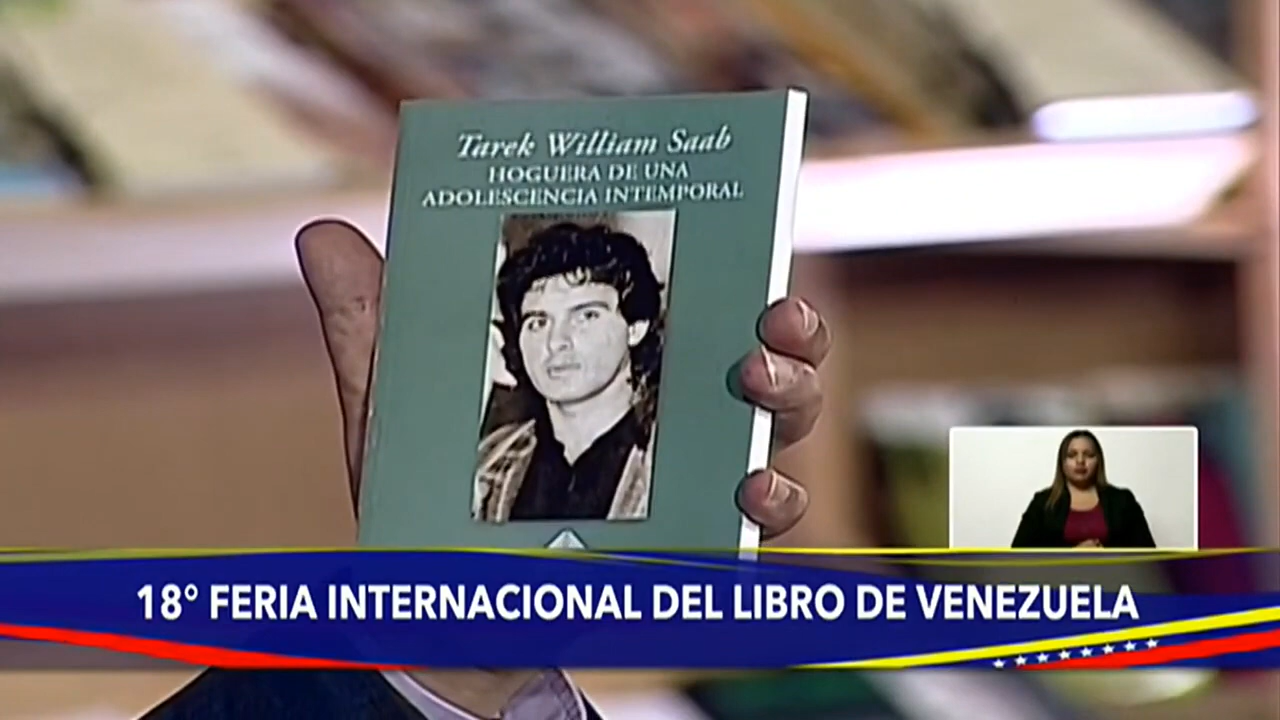 Tarek William Saab
HOGUERA DE UNA
ADOLESCENCIA INTEMPORAL
18° FERIA INTERNACIONAL DEL LIBRO DE VENEZUELA